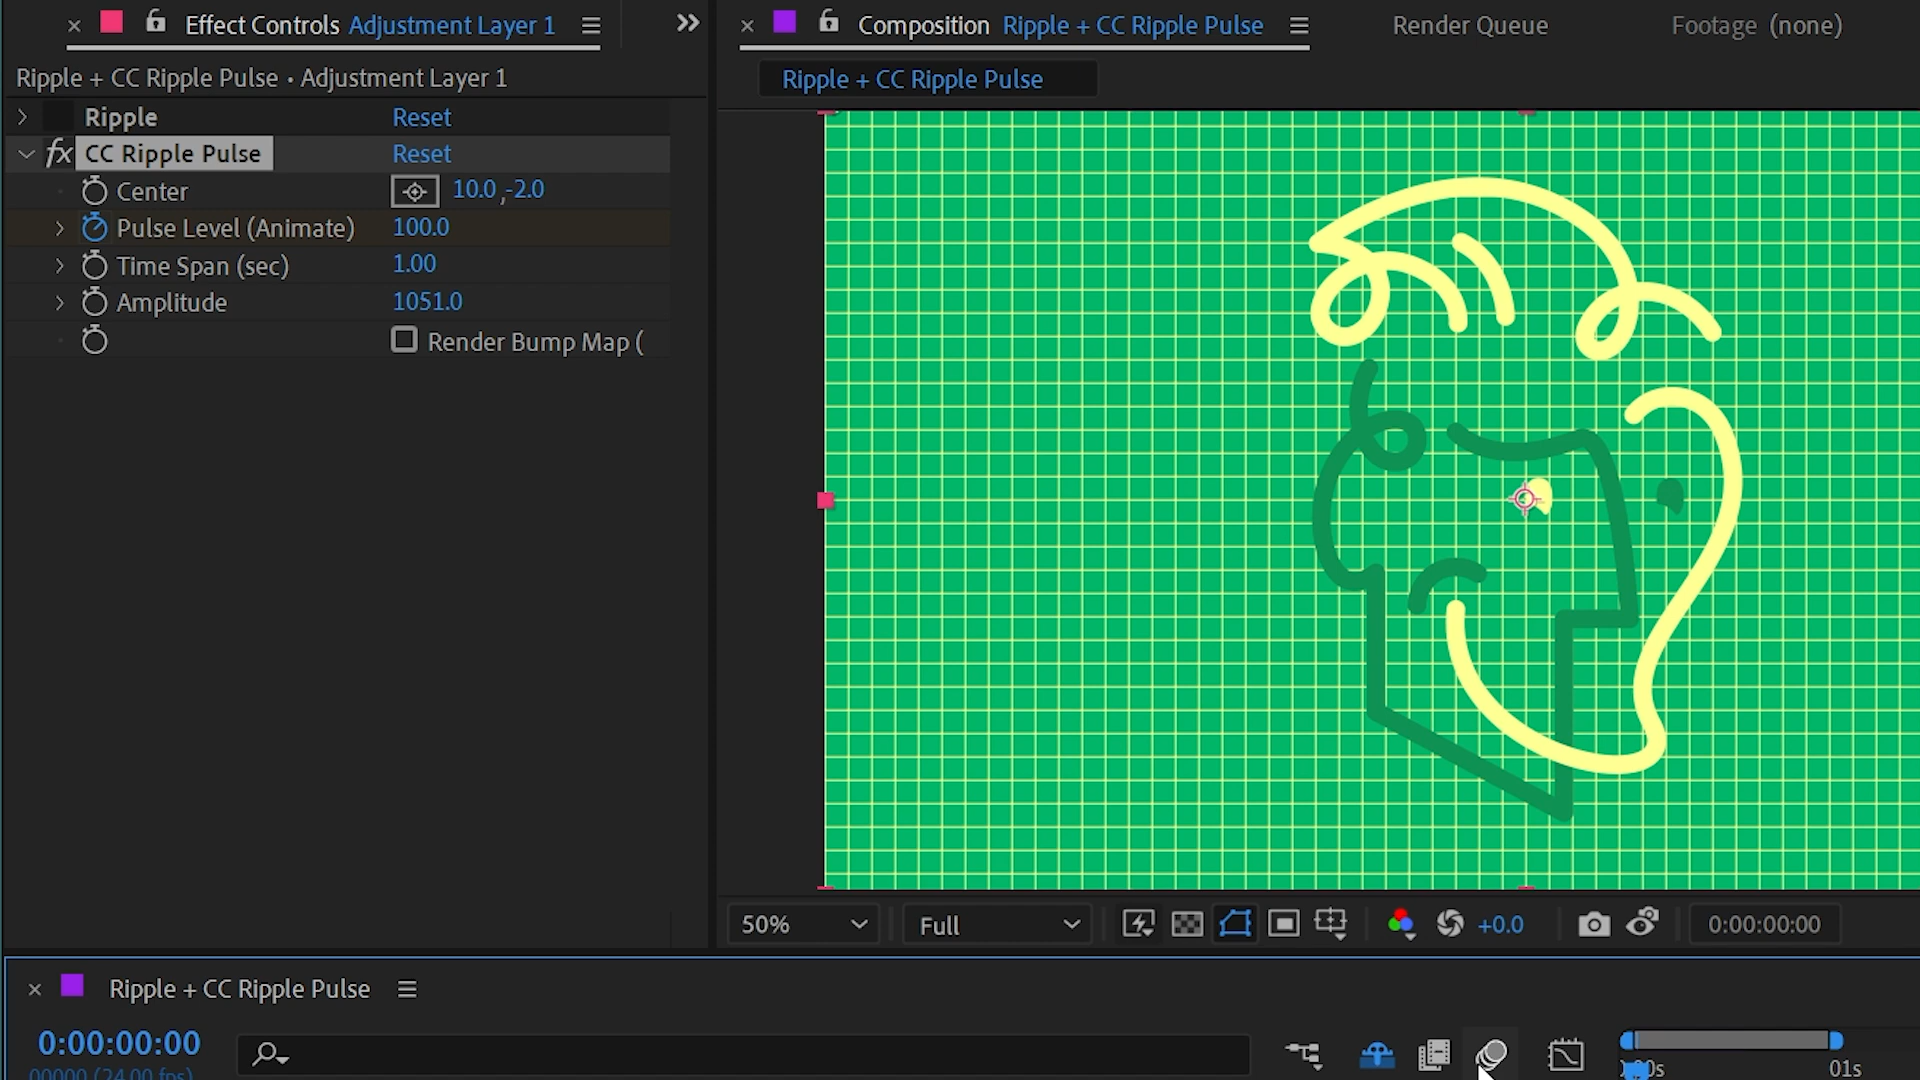 Effect Controls Adjustment Layer 1
Ripple + CC Ripple Pulse • Adjustment Layer 1
Ripple Reset
fx CC Ripple Pulse Reset
Center 10.0,-2.0
Pulse Level (Animate) 100.0
Time Span (sec) 1.00
Amplitude 1051.0
Render Bump Map (
Composition Ripple + CC Ripple Pulse Render Queue Footage (none)
Ripple + CC Ripple Pulse
50% Full +0.0 0:00:00:00
Ripple + CC Ripple Pulse
0:00:00:00
00000 (24.00 fps)
01s